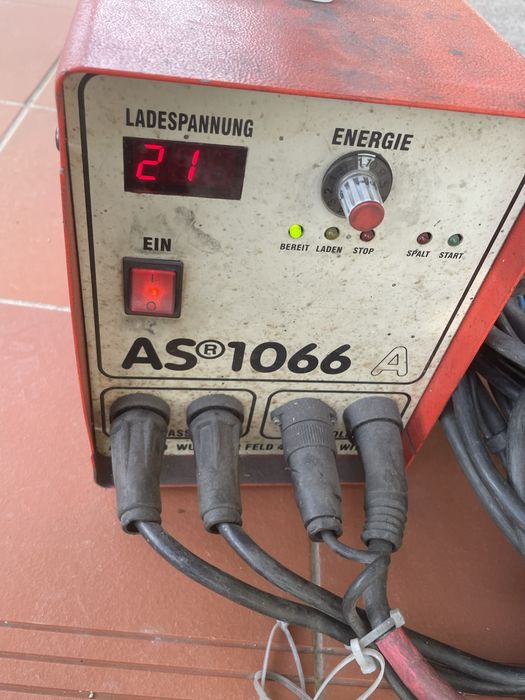 LADESPANNUNG
21
ENERGIE
EIN
BEREIT LADEN STOP
SPALT START
AS®1066 A